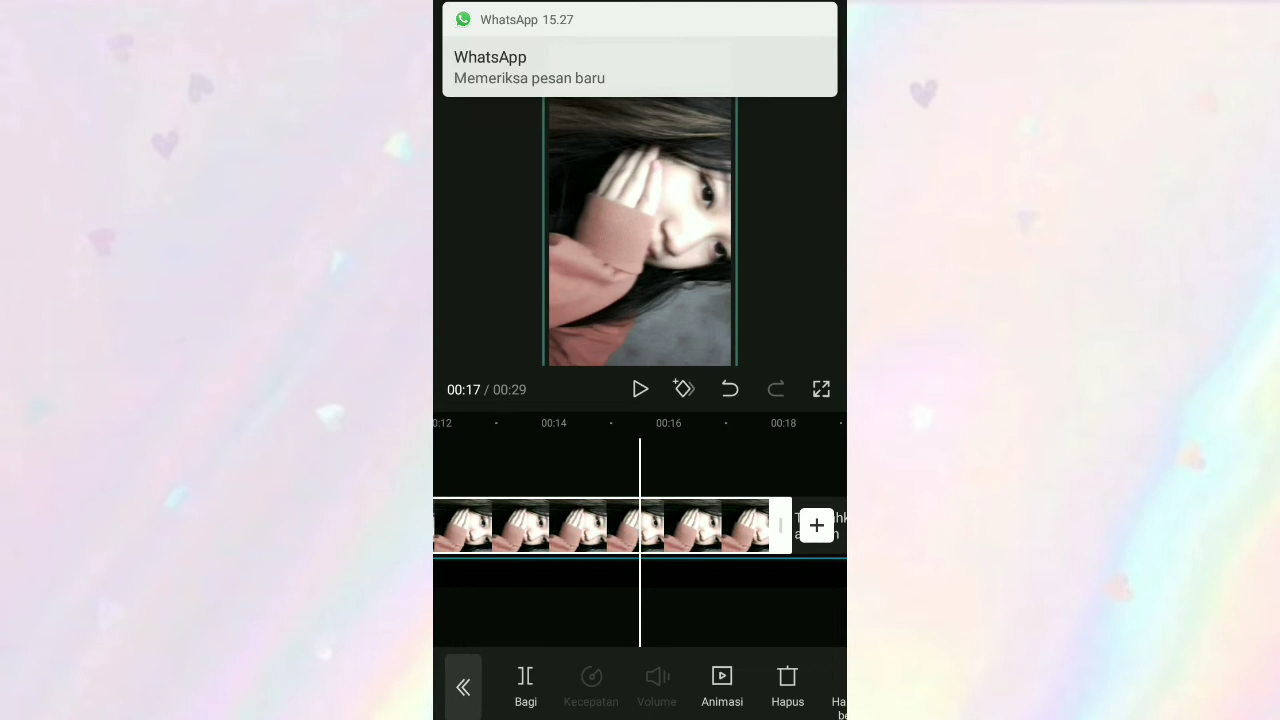 WhatsApp 15.27
WhatsApp
Memeriksa pesan baru
00:17 / 00:29
0:12 00:14 00:16 00:18
Bagi Kecepatan Volume Animasi Hapus